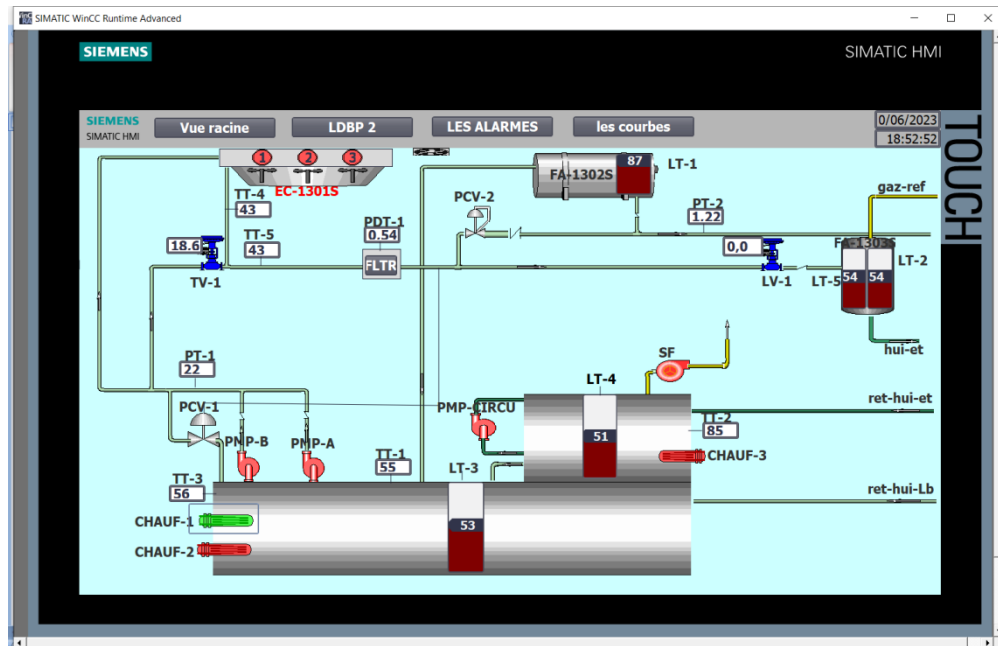 SIMATIC WinCC Runtime Advanced
SIEMENS
SIMATIC HMI
TOUCH
SIEMENS
SIMATIC HMI
Vue racine
LDBP 2
LES ALARMES
les courbes
0/06/2023
18:52:52
1 2 3
EC-1301S
87
FA-1302S
LT-1
gaz-ref
TT-4
43
PCV-2
PT-2
1.22
PDT-1
0.54
TT-5
43
18.6
0,0
FA-1303S
FLTR
TV-1
LV-1
LT-5
54
54
LT-2
hui-et
PT-1
22
SF
LT-4
ret-hui-et
PCV-1
PMP-CIRCU
TT-2
85
51
PMP-B
PMP-A
TT-1
55
CHAUF-3
LT-3
TT-3
56
ret-hui-Lb
CHAUF-1
53
CHAUF-2